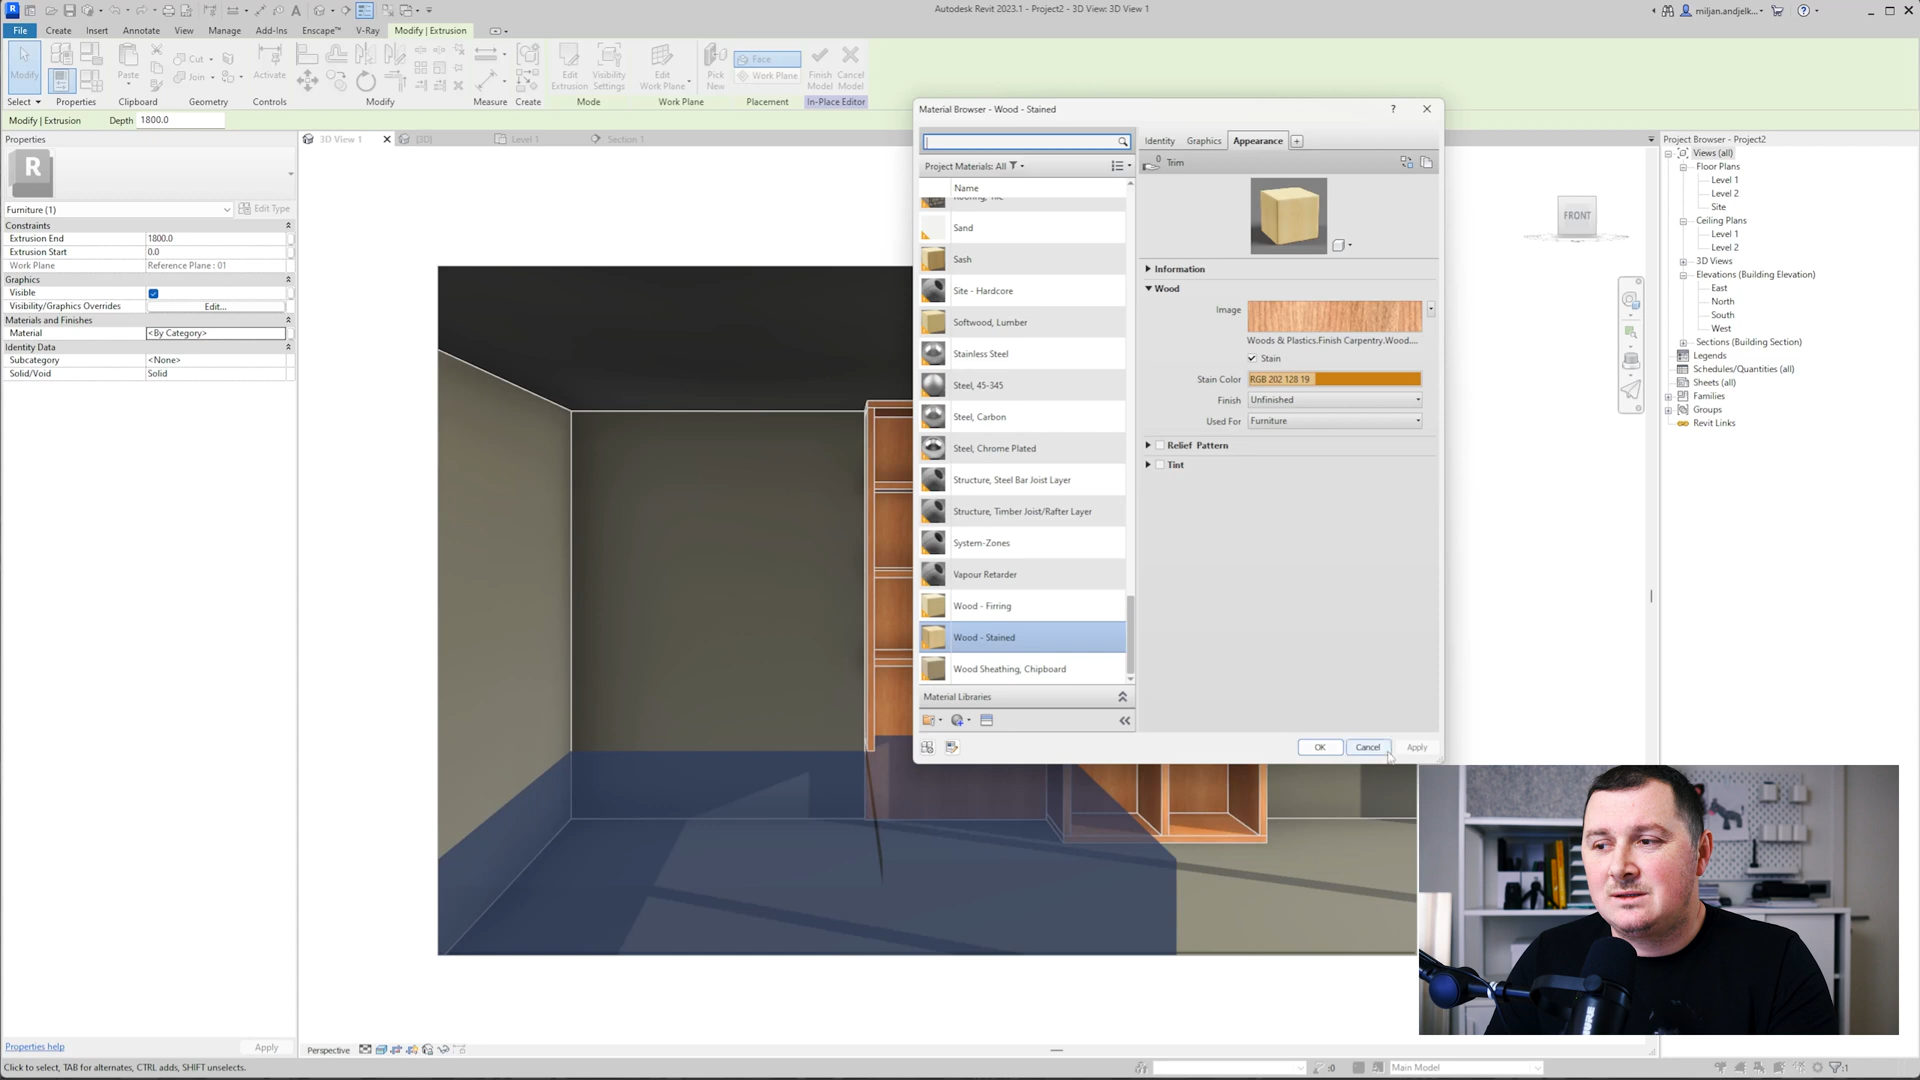 Autodesk Revit 2023.1 - Project2 - 3D View: 3D View 1
miljan.andjelk...
File
Create
Insert
Annotate
View
Manage
Add-Ins
Enscape™
V-Ray
Modify | Extrusion
Modify
Paste
Cut
Join
Activate
Edit
Extrusion
Visibility
Settings
Edit
Work Plane
Pick
New
Face
Work Plane
Finish
Model
Cancel
Model
Select
Properties
Clipboard
Geometry
Controls
Modify
Measure
Create
Mode
Work Plane
Placement
In-Place Editor
Modify | Extrusion
Depth
1800.0
Properties
R
Furniture (1)
Edit Type
Constraints
Extrusion End
1800.0
Extrusion Start
0.0
Work Plane
Reference Plane : 01
Graphics
Visible
Visibility/Graphics Overrides
Edit...
Materials and Finishes
Material
<By Category>
Identity Data
Subcategory
<None>
Solid/Void
Solid
Properties help
Apply
3D View 1
{3D}
Level 1
Section 1
Material Browser - Wood - Stained
?
Project Materials: All
Name
Roofing, Tile
Sand
Sash
Site - Hardcore
Softwood, Lumber
Stainless Steel
Steel, 45-345
Steel, Carbon
Steel, Chrome Plated
Structure, Steel Bar Joist Layer
Structure, Timber Joist/Rafter Layer
System-Zones
Vapour Retarder
Wood - Firring
Wood - Stained
Wood Sheathing, Chipboard
Material Libraries
Identity
Graphics
Appearance
0
Trim
Information
Wood
Image
Woods & Plastics.Finish Carpentry.Wood....
Stain
Stain Color
RGB 202 128 19
Finish
Unfinished
Used For
Furniture
Relief Pattern
Tint
OK
Cancel
Apply
FRONT
Project Browser - Project2
Views (all)
Floor Plans
Level 1
Level 2
Site
Ceiling Plans
Level 1
Level 2
3D Views
Elevations (Building Elevation)
East
North
South
West
Sections (Building Section)
Legends
Schedules/Quantities (all)
Sheets (all)
Families
Groups
Revit Links
Perspective
Click to select, TAB for alternates, CTRL adds, SHIFT unselects.
:0
Main Model
:1